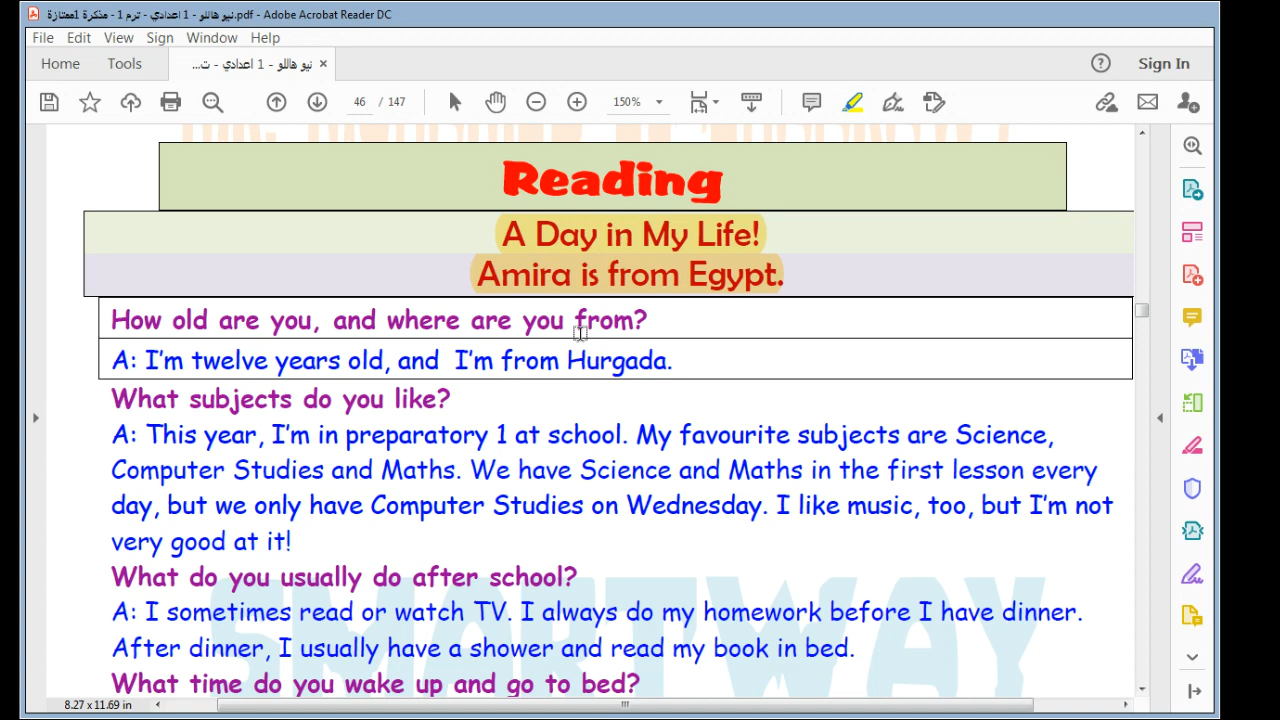 نيو هاللو - 1 اعدادي - ترم 1 - مذكرة 1ممتازة.pdf - Adobe Acrobat Reader DC
File Edit View Sign Window Help
Home Tools نيو هاللو - 1 اعدادي - ت... × Sign In
46 / 147 150%
Reading
A Day in My Life!
Amira is from Egypt.
How old are you, and where are you from?
A: I'm twelve years old, and I'm from Hurgada.
What subjects do you like?
A: This year, I'm in preparatory 1 at school. My favourite subjects are Science,
Computer Studies and Maths. We have Science and Maths in the first lesson every
day, but we only have Computer Studies on Wednesday. I like music, too, but I'm not
very good at it!
What do you usually do after school?
A: I sometimes read or watch TV. I always do my homework before I have dinner.
After dinner, I usually have a shower and read my book in bed.
What time do you wake up and go to bed?
SMARTWAY
8.27 x 11.69 in